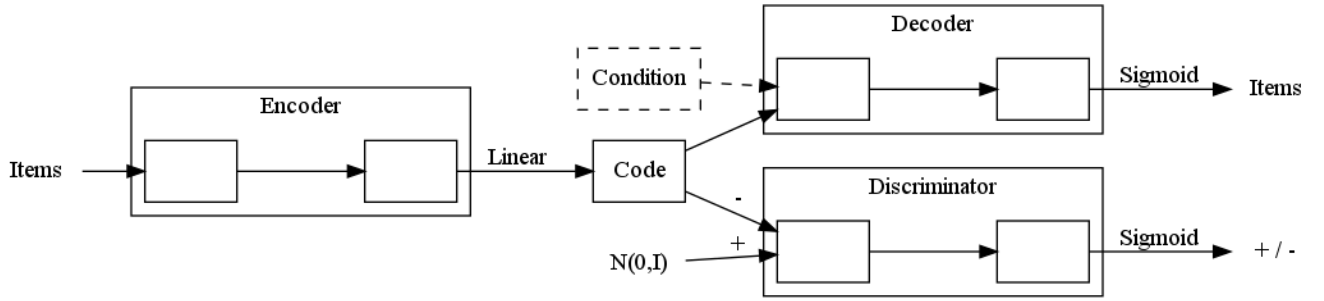 Decoder
Condition
Sigmoid
Items
Encoder
Items
Linear
Code
Discriminator
-
+
N(0,I)
Sigmoid
+ / -